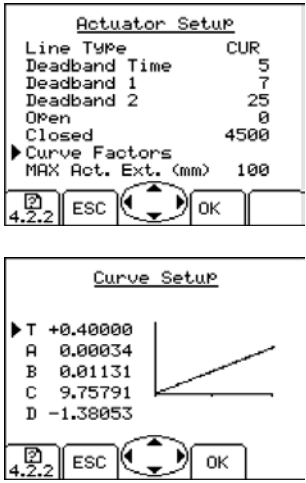 Actuator Setup
Line Type CUR
Deadband Time 5
Deadband 1 7
Deadband 2 25
Open 0
Closed 4500
Curve Factors
MAX Act. Ext. (mm) 100
?
4.2.2 ESC OK
Curve Setup
T +0.40000
A 0.00034
B 0.01131
C 9.75791
D -1.38053
?
4.2.2 ESC OK